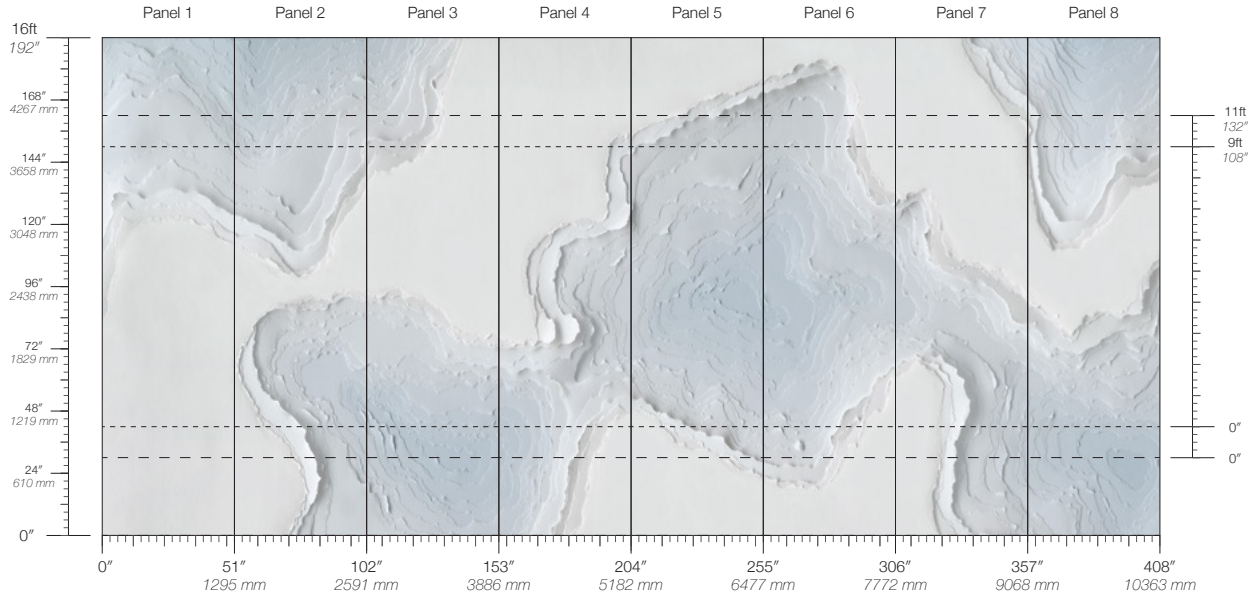 Panel 1 Panel 2 Panel 3 Panel 4 Panel 5 Panel 6 Panel 7 Panel 8
16ft
192″
168″
4267 mm
144″
3658 mm
120″
3048 mm
96″
2438 mm
72″
1829 mm
48″
1219 mm
24″
610 mm
0″
11ft
132″
9ft
108″
0″
0″
0″ 51″ 102″ 153″ 204″ 255″ 306″ 357″ 408″
1295 mm 2591 mm 3886 mm 5182 mm 6477 mm 7772 mm 9068 mm 10363 mm